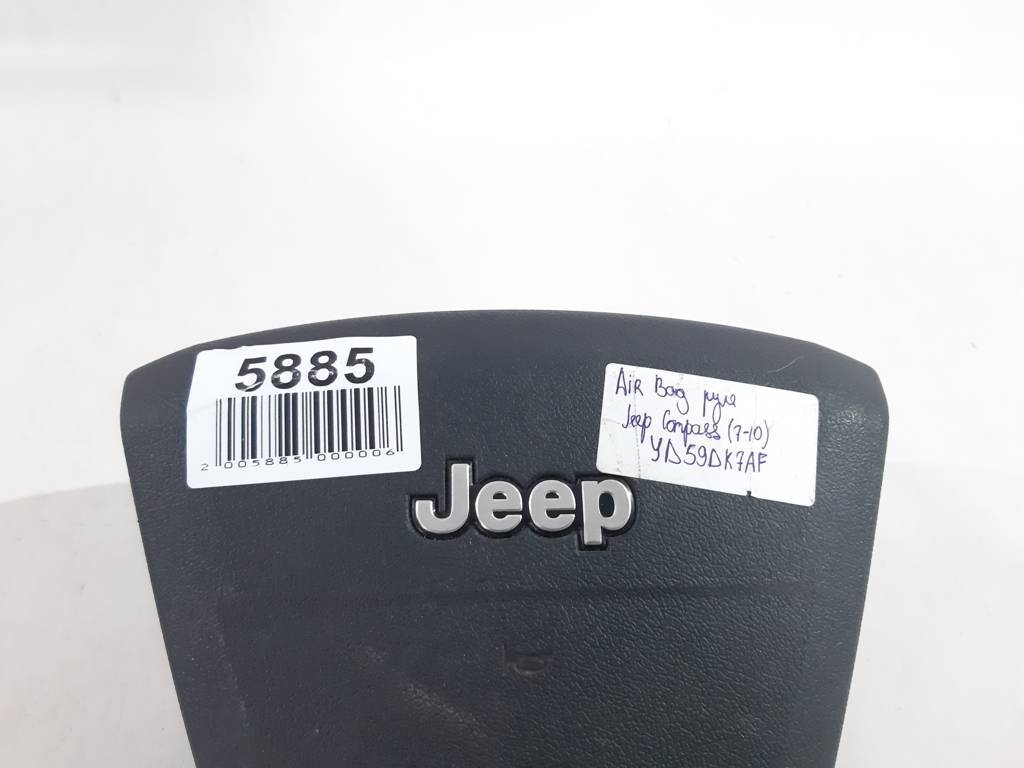 5885
2 005885 000006
AiR Bag руля
Jeep Compass (7-10)
YD59DK7AF
Jeep